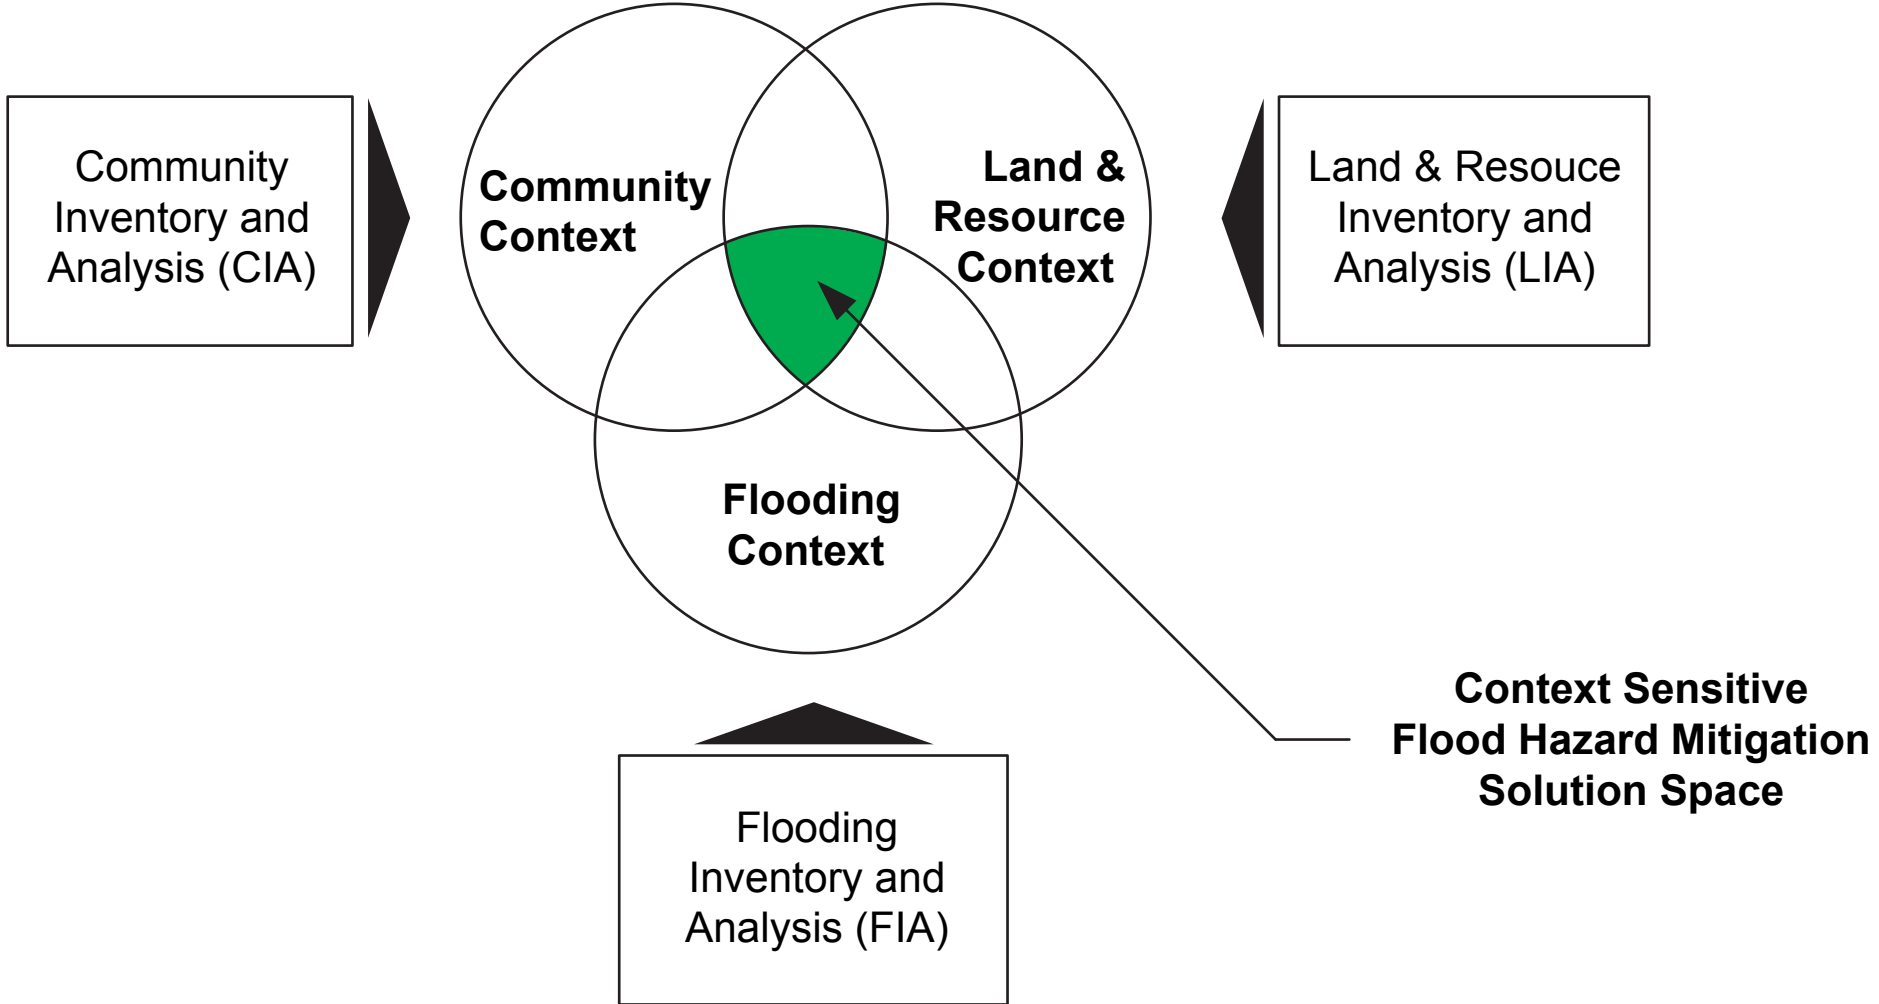 Community
Inventory and
Analysis (CIA)
Community
Context
Land &
Resource
Context
Land & Resouce
Inventory and
Analysis (LIA)
Flooding
Context
Flooding
Inventory and
Analysis (FIA)
Context Sensitive
Flood Hazard Mitigation
Solution Space